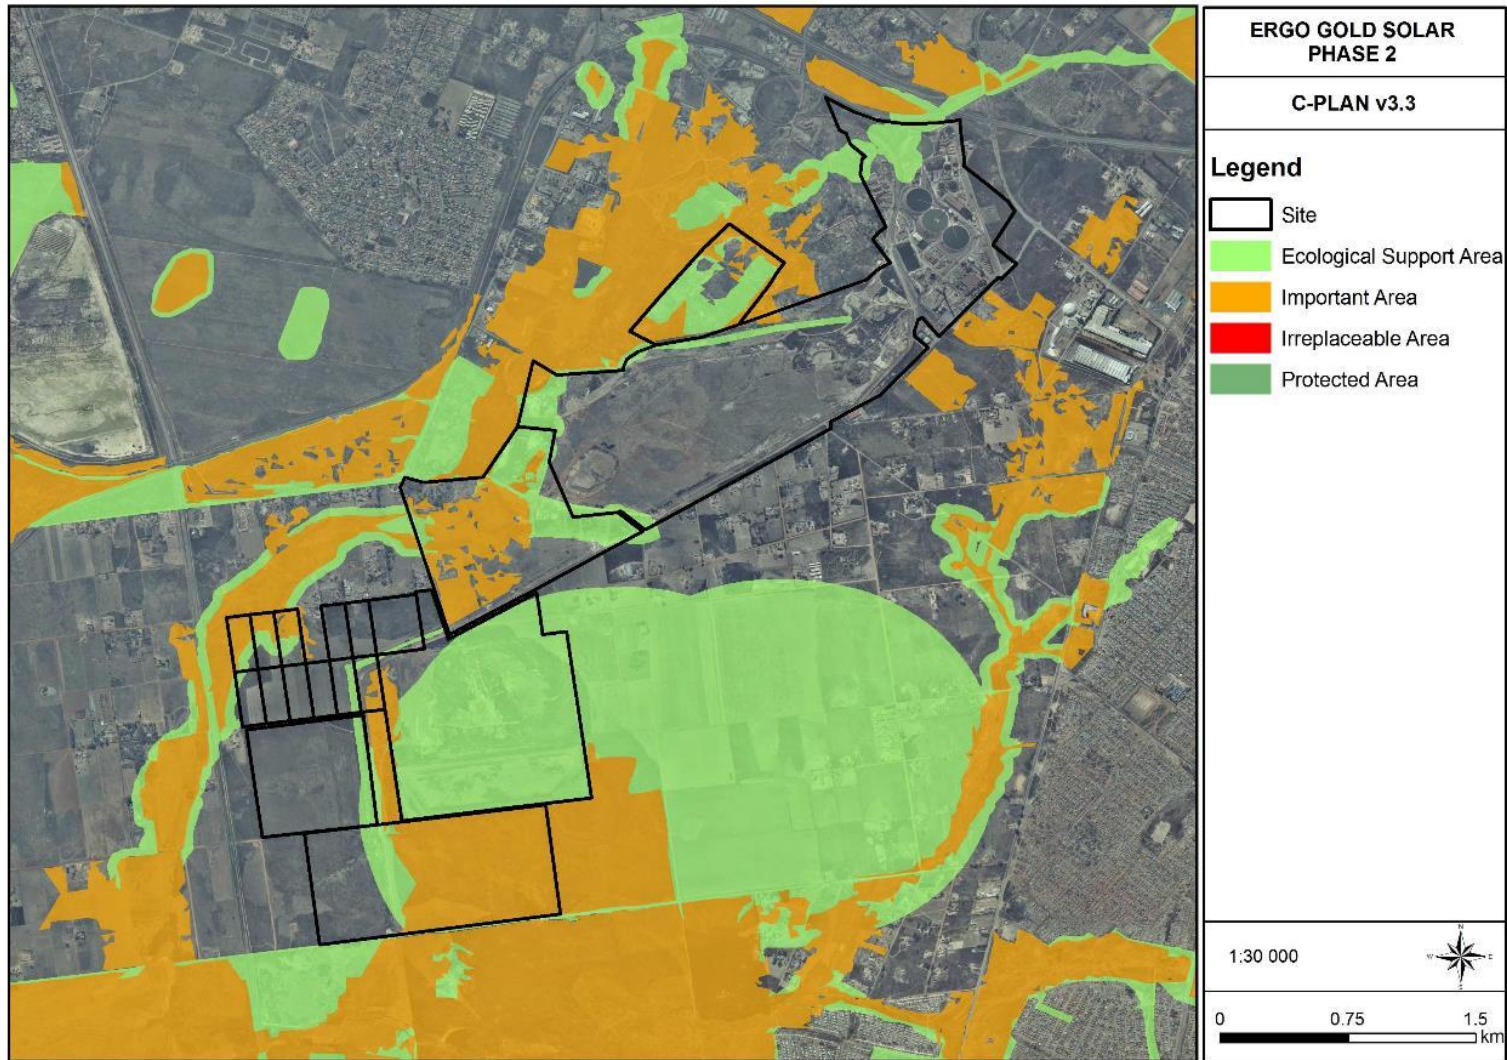 ERGO GOLD SOLAR
PHASE 2
C-PLAN v3.3
Legend
Site
Ecological Support Area
Important Area
Irreplaceable Area
Protected Area
1:30 000
N
W
E
S
0
0.75
1.5
km